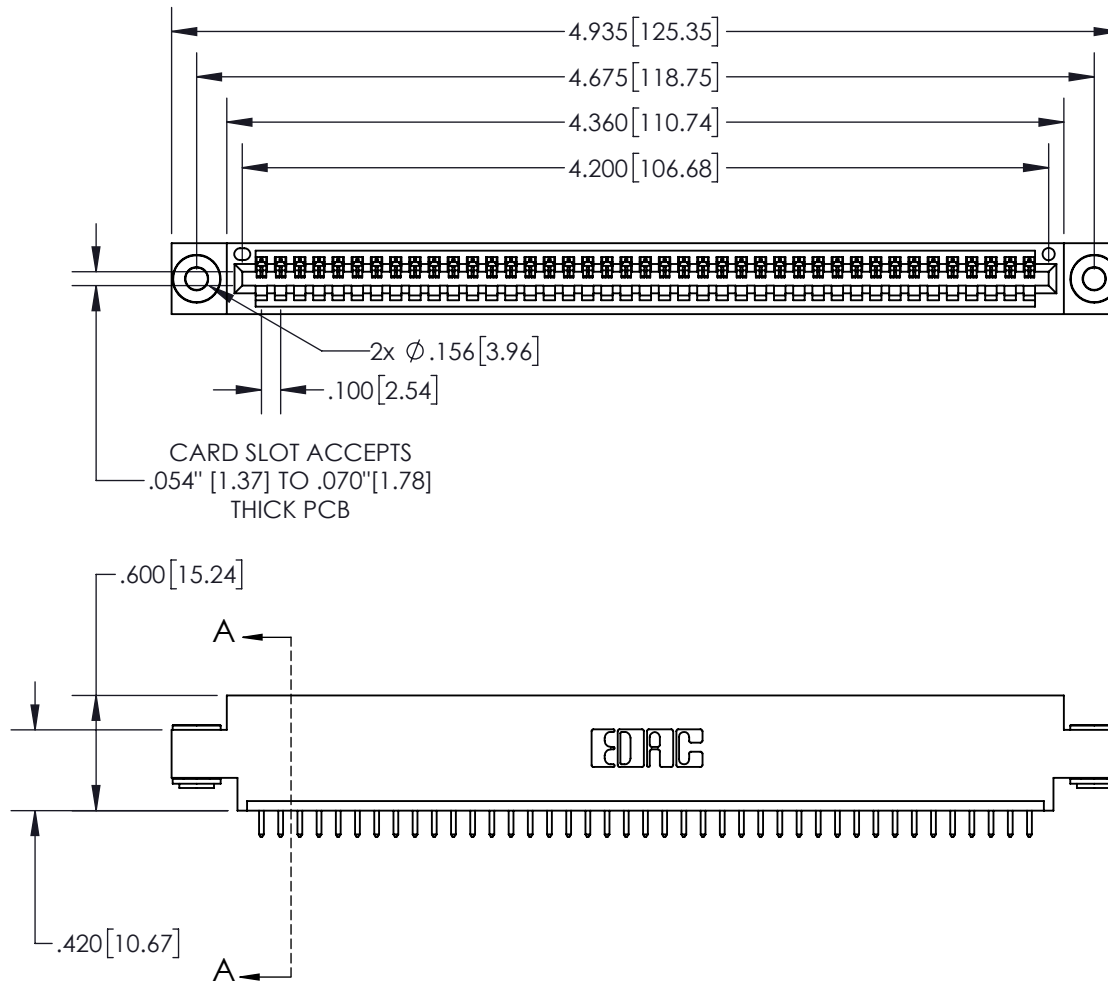 4.935[125.35]
4.675[118.75]
4.360[110.74]
4.200[106.68]
2x ∅.156[3.96]
.100[2.54]
CARD SLOT ACCEPTS
.054" [1.37] TO .070"[1.78]
THICK PCB
.600[15.24]
A
EDAC
.420[10.67]
A